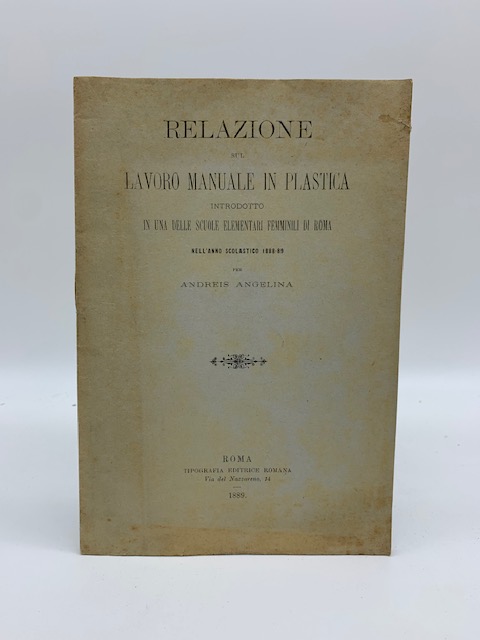 RELAZIONE
SUL
LAVORO MANUALE IN PLASTICA
INTRODOTTO
IN UNA DELLE SCUOLE ELEMENTARI FEMMINILI DI ROMA
NELL'ANNO SCOLASTICO 1888-89
PER
ANDREIS ANGELINA
ROMA
TIPOGRAFIA EDITRICE ROMANA
Via del Nazzareno, 14
1889.